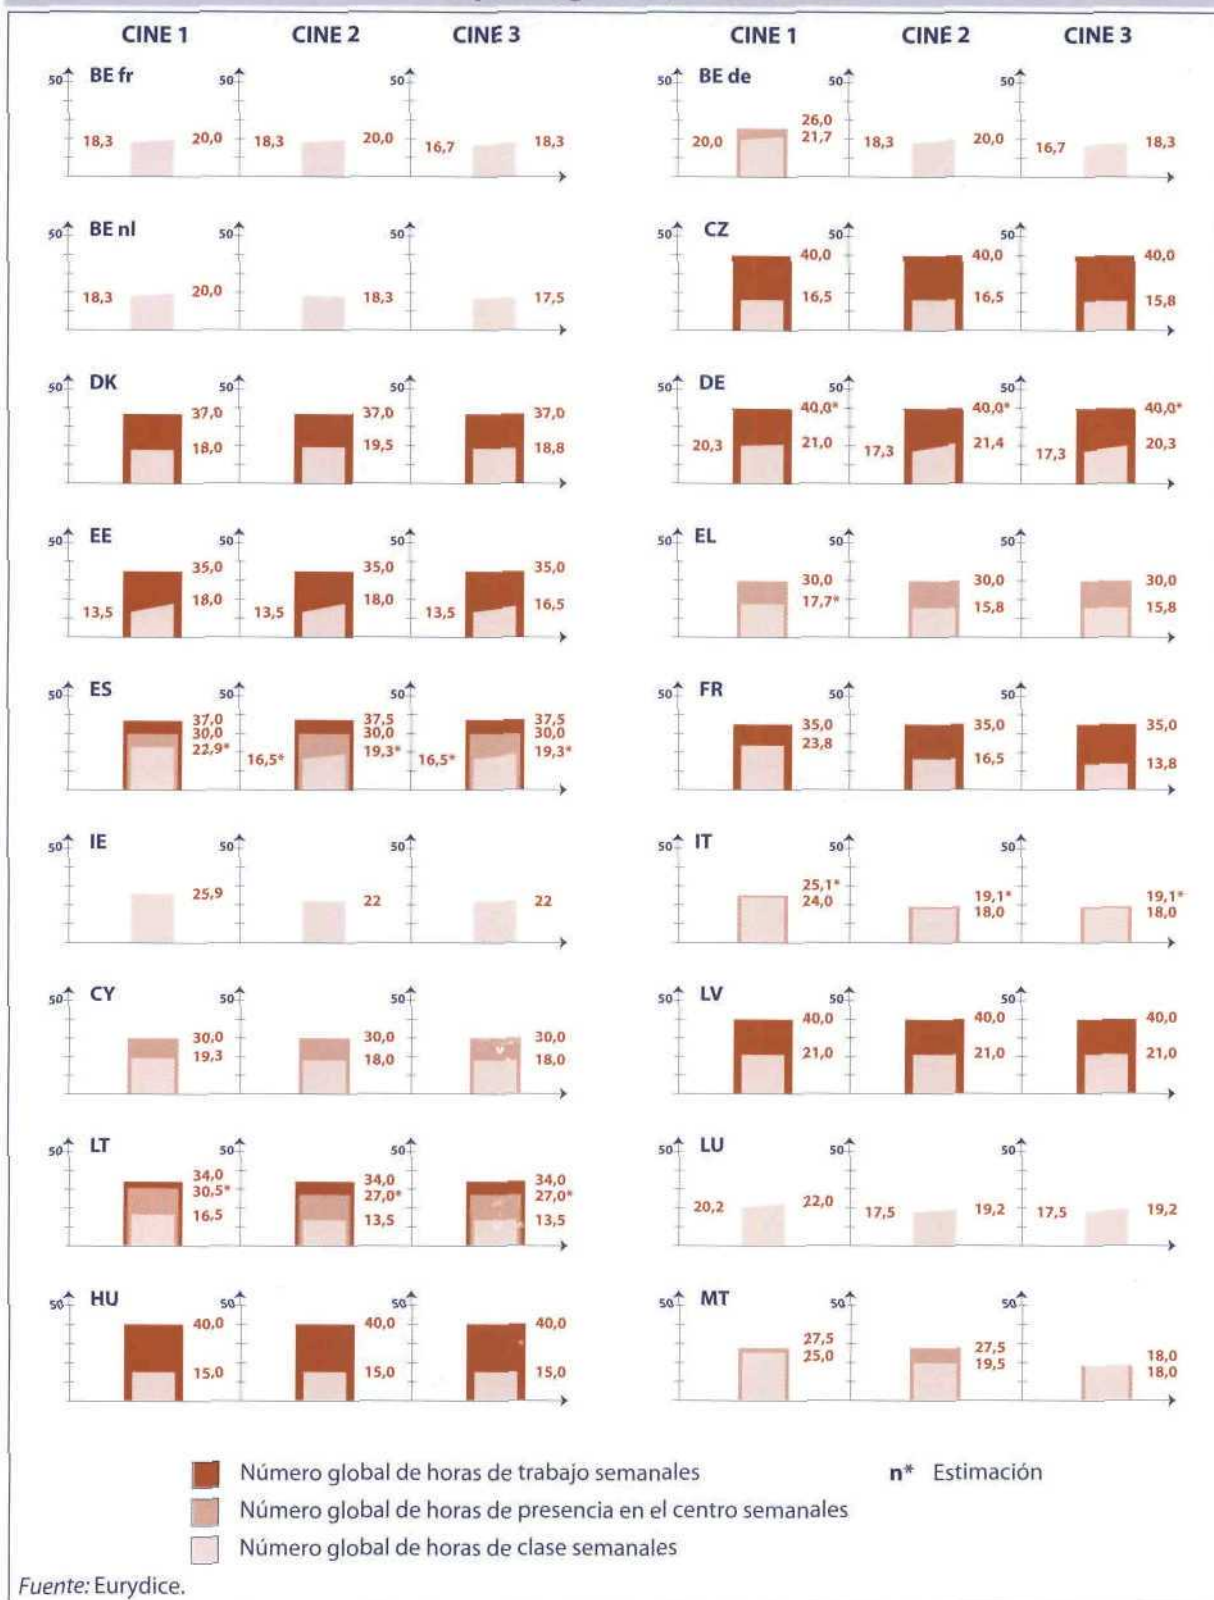 CINE 1 CINE 2 CINE 3 CINE 1 CINE 2 CINE 3
50 BE fr 50 50 50 BE de 50 50
18,3 20,0 18,3 20,0 16,7 18,3 20,0 26,0 21,7 18,3 20,0 16,7 18,3
50 BE nl 50 50 50 CZ 50 50
18,3 20,0 18,3 17,5 40,0 16,5 40,0 16,5 40,0 15,8
50 DK 50 50 50 DE 50 50
37,0 18,0 37,0 19,5 37,0 18,8 20,3 40,0* 21,0 17,3 40,0* 21,4 17,3 40,0* 20,3
50 EE 50 50 50 EL 50 50
13,5 35,0 18,0 13,5 35,0 18,0 13,5 35,0 16,5 30,0 17,7* 30,0 15,8 30,0 15,8
50 ES 50 50 50 FR 50 50
37,0 30,0 22,9* 16,5* 37,5 30,0 19,3* 16,5* 37,5 30,0 19,3* 35,0 23,8 35,0 16,5 35,0 13,8
50 IE 50 50 50 IT 50 50
25,9 22 22 25,1* 24,0 19,1* 18,0 19,1* 18,0
50 CY 50 50 50 LV 50 50
30,0 19,3 30,0 18,0 30,0 18,0 40,0 21,0 40,0 21,0 40,0 21,0
50 LT 50 50 50 LU 50 50
34,0 30,5* 16,5 34,0 27,0* 13,5 34,0 27,0* 13,5 20,2 22,0 17,5 19,2 17,5 19,2
50 HU 50 50 50 MT 50 50
40,0 15,0 40,0 15,0 40,0 15,0 27,5 25,0 27,5 19,5 18,0 18,0
Número global de horas de trabajo semanales n* Estimación
Número global de horas de presencia en el centro semanales
Número global de horas de clase semanales
Fuente: Eurydice.